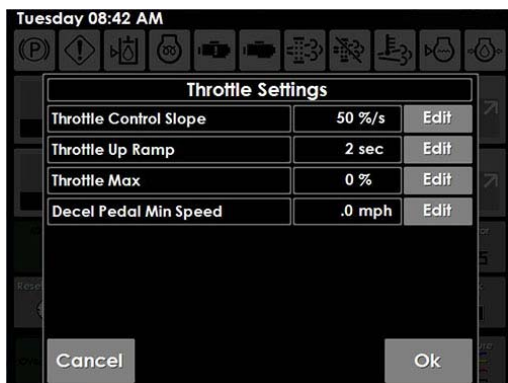 Tuesday 08:42 AM
(P)
Throttle Settings
Throttle Control Slope 50 %/s Edit
Throttle Up Ramp 2 sec Edit
Throttle Max 0 % Edit
Decel Pedal Min Speed .0 mph Edit
Cancel Ok